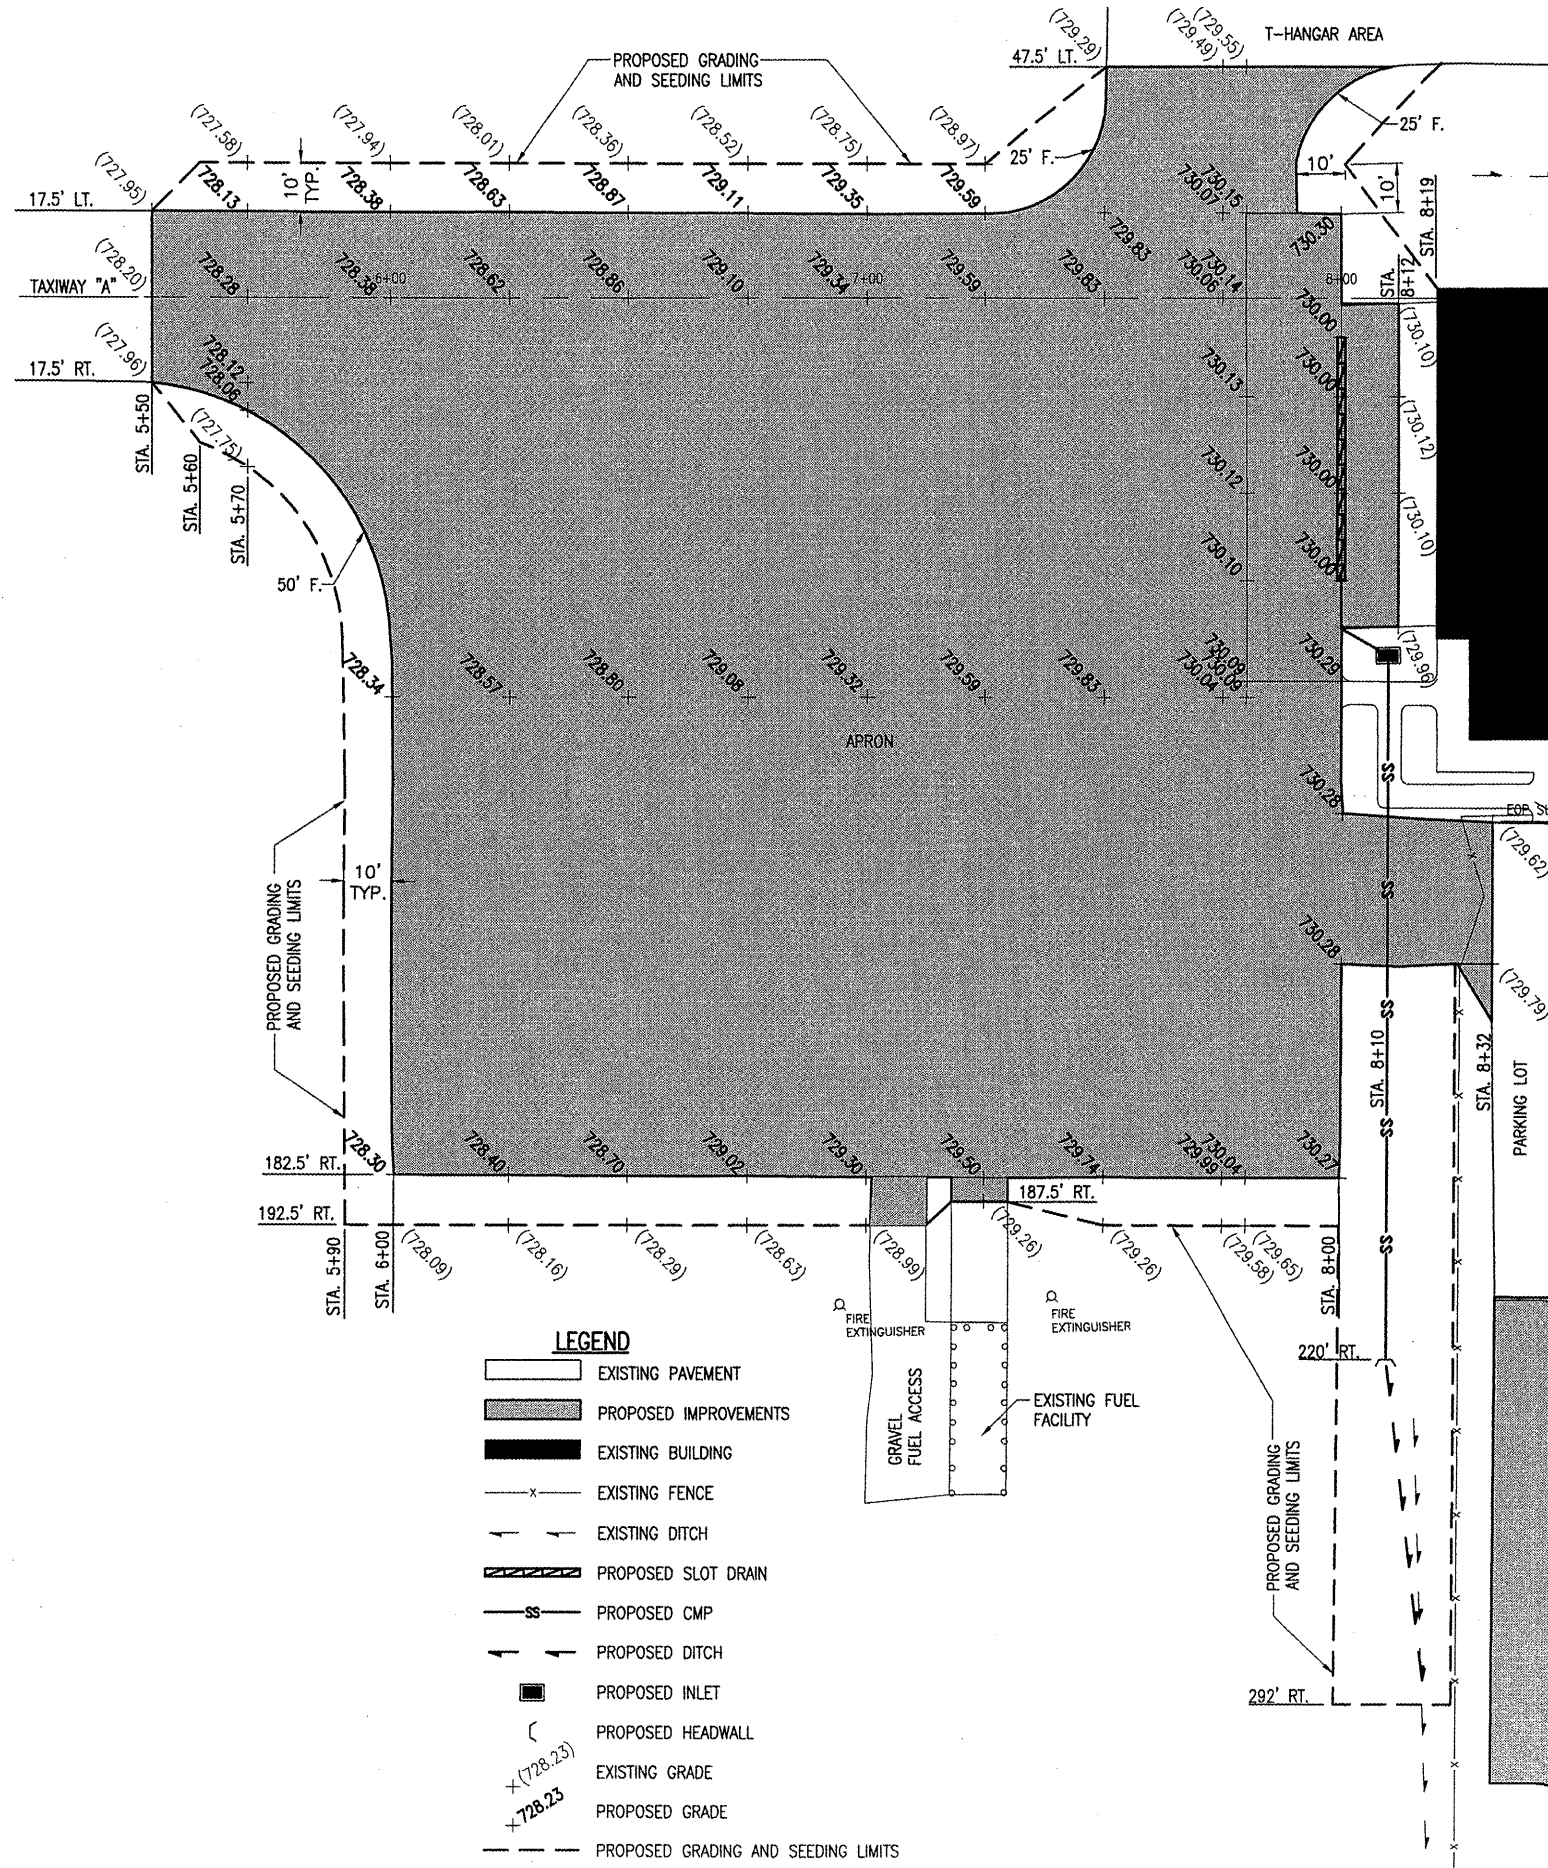 (729.29)
(729.49)
(729.55)
T-HANGAR AREA
47.5' LT.
PROPOSED GRADING
AND SEEDING LIMITS
(727.58)
(727.94)
(728.01)
(728.36)
(728.52)
(728.75)
(728.97)
25' F.
25' F.
(727.95)
17.5' LT.
10'
TYP.
728.13
728.38
728.63
728.87
729.11
729.35
729.59
730.07
730.15
10'
10'
STA. 8+19
729.83
730.30
(728.20)
TAXIWAY "A"
728.28
728.38
6+00
728.62
728.86
729.10
729.34
7+00
729.59
729.83
730.06
730.14
8+00
730.00
STA.
8+12
(727.96)
17.5' RT.
728.12
728.06
730.13
730.00
(730.10)
STA. 5+50
(727.75)
STA. 5+60
STA. 5+70
730.12
730.00
(730.12)
50' F.
730.10
730.00
(730.10)
728.34
728.57
728.80
729.08
729.32
729.59
729.83
730.09
730.04
730.09
730.29
(729.96)
APRON
SS
730.28
EOP
(729.62)
10'
TYP.
SS
PROPOSED GRADING
AND SEEDING LIMITS
730.28
(729.79)
SS
STA. 8+10
STA. 8+32
PARKING LOT
SS
182.5' RT.
728.30
728.40
728.70
729.02
729.30
729.50
729.74
729.99
730.04
730.27
187.5' RT.
192.5' RT.
SS
STA. 5+90
STA. 6+00
(728.09)
(728.16)
(728.29)
(728.63)
(728.99)
(729.26)
(729.26)
(729.58)
(729.65)
STA. 8+00
FIRE
EXTINGUISHER
FIRE
EXTINGUISHER
220' RT.
GRAVEL
FUEL ACCESS
EXISTING FUEL
FACILITY
PROPOSED GRADING
AND SEEDING LIMITS
292' RT.
LEGEND
EXISTING PAVEMENT
PROPOSED IMPROVEMENTS
EXISTING BUILDING
x EXISTING FENCE
EXISTING DITCH
PROPOSED SLOT DRAIN
SS PROPOSED CMP
PROPOSED DITCH
PROPOSED INLET
PROPOSED HEADWALL
(728.23) EXISTING GRADE
728.23 PROPOSED GRADE
PROPOSED GRADING AND SEEDING LIMITS